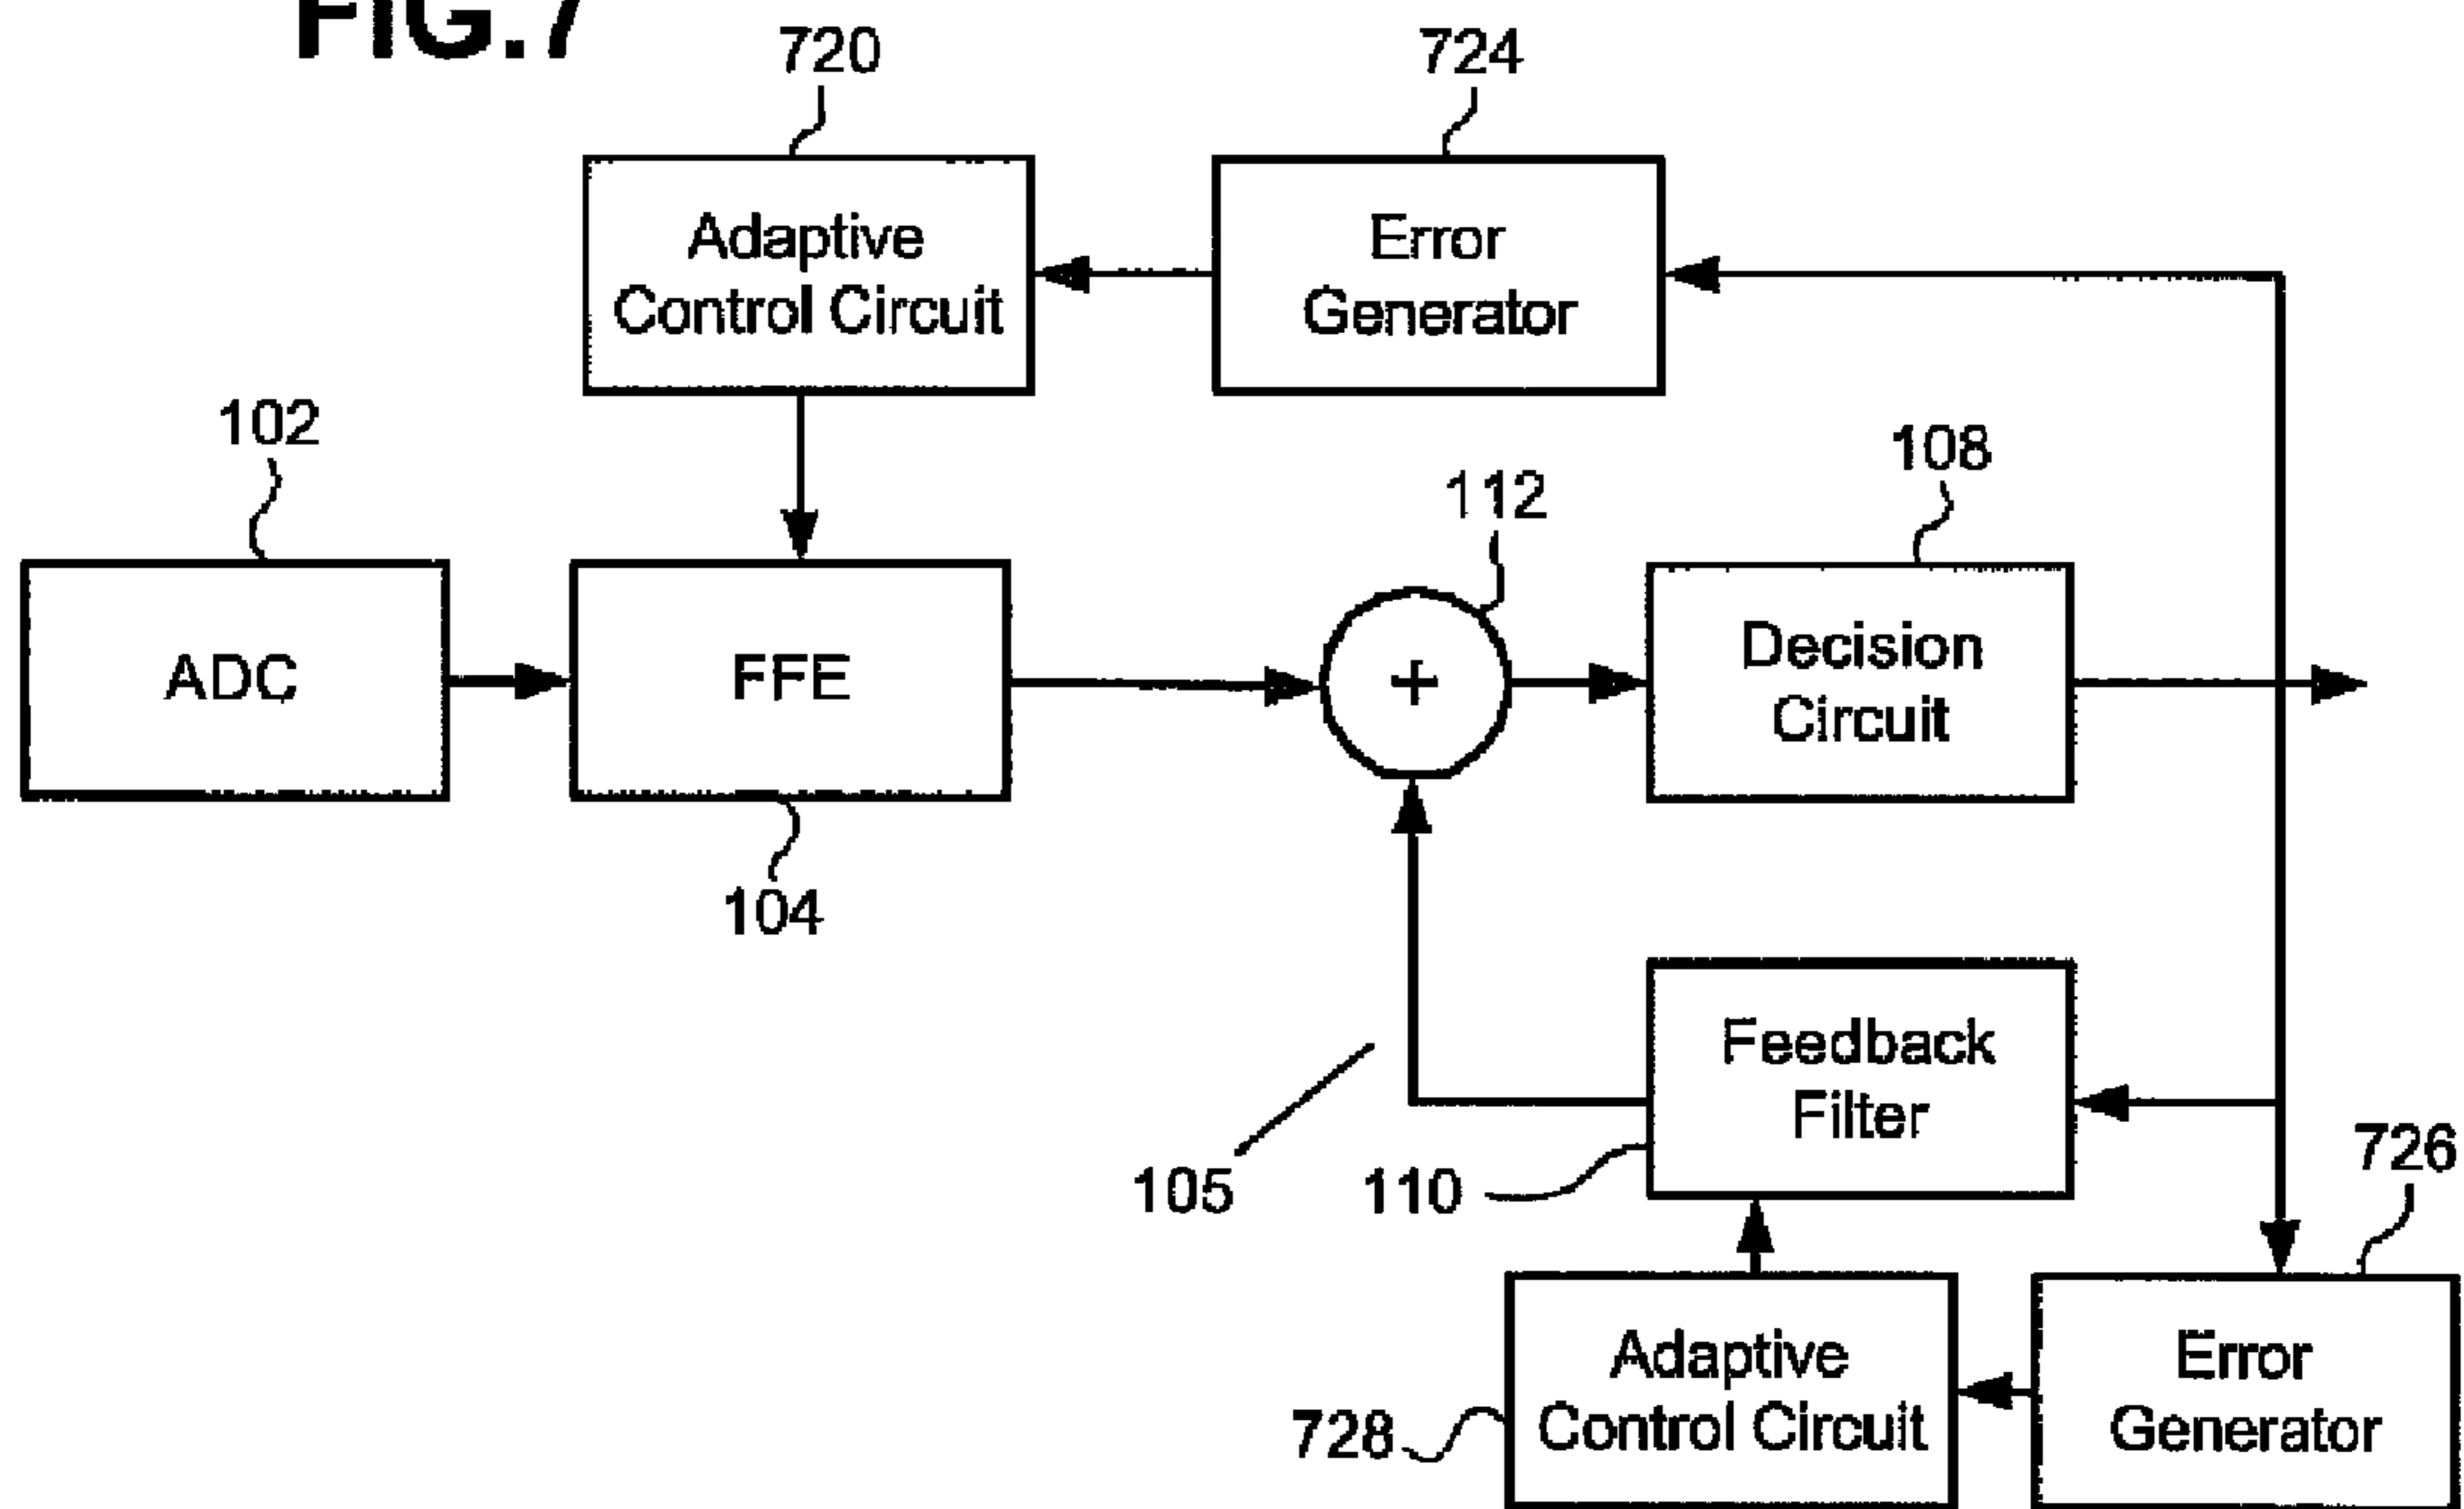 FIG.7
720
724
Adaptive
Control Circuit
Error
Generator
102
108
112
ADC
FFE
+
Decision
Circuit
104
Feedback
Filter
105
110
726
Adaptive
Control Circuit
Error
Generator
728